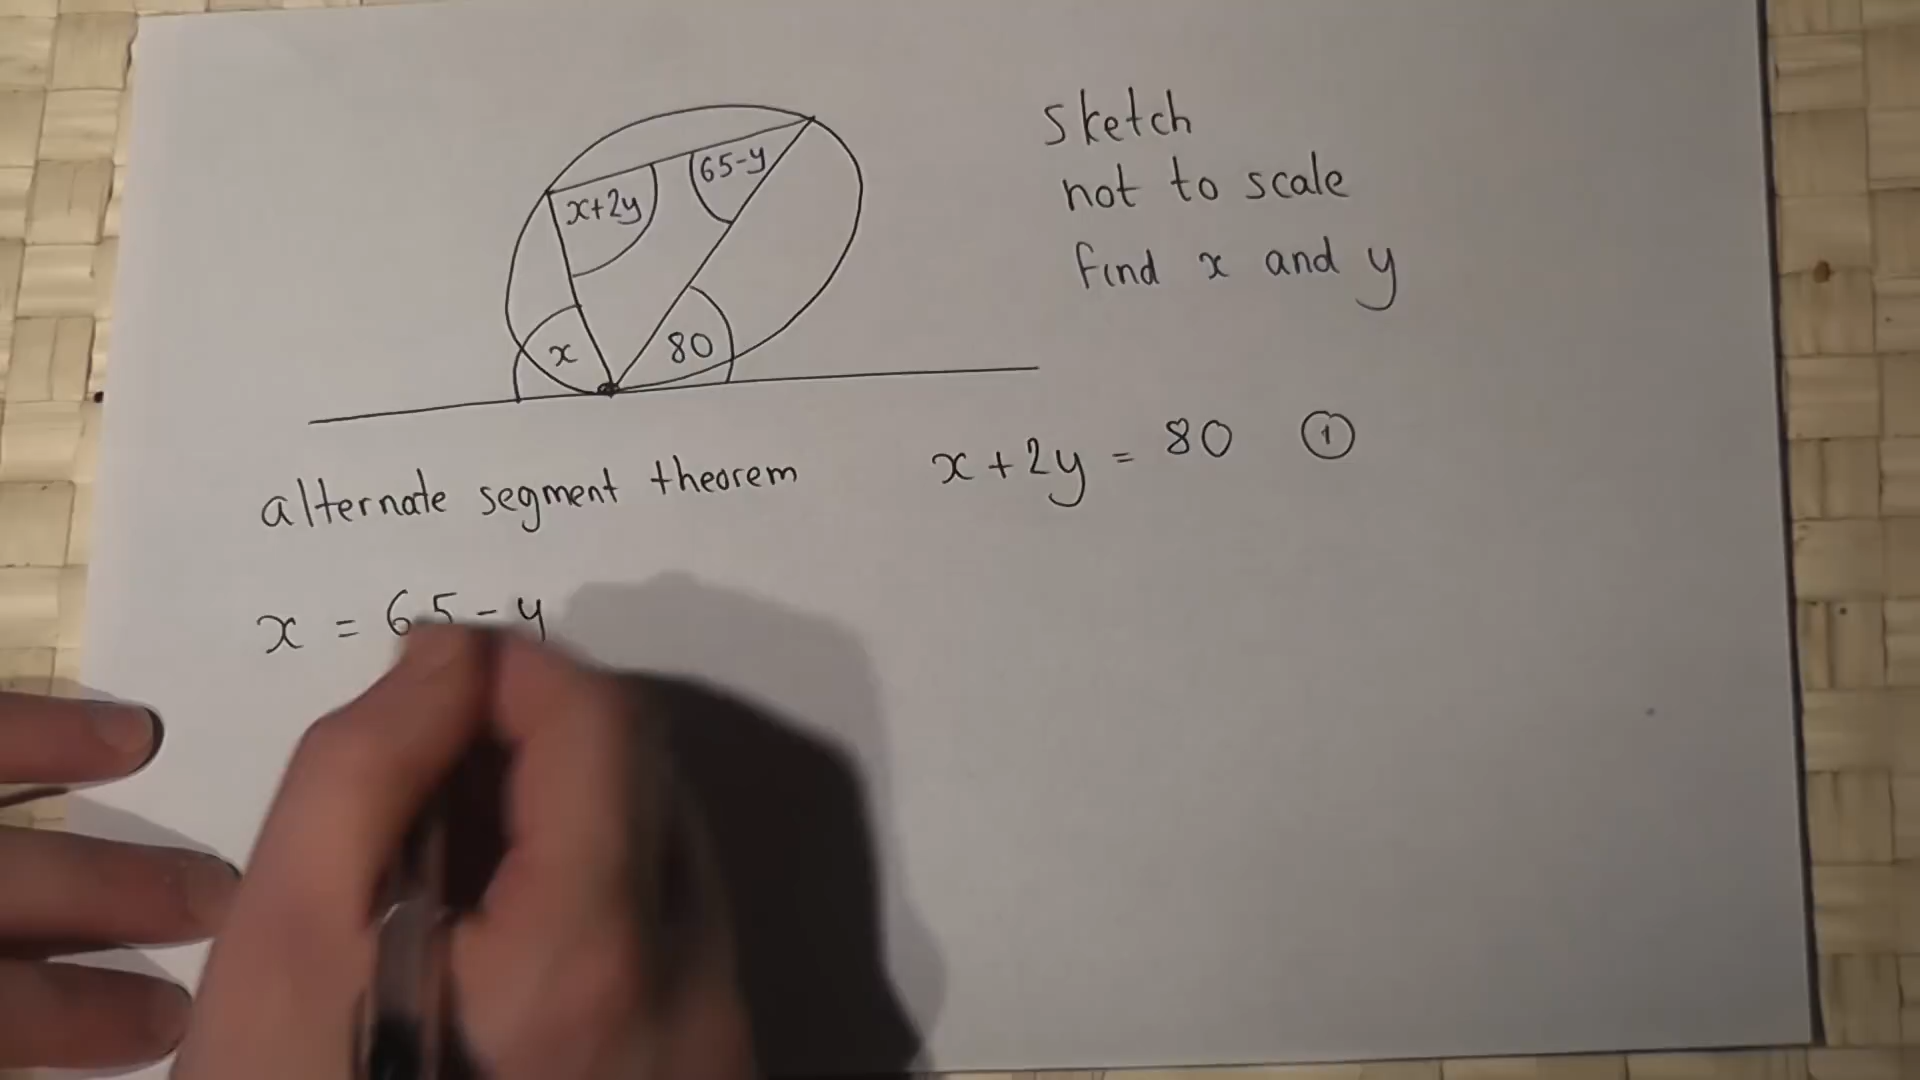 sketch
not to scale
find x and y
65-y
x+2y
x
80
alternate segment theorem
x + 2y = 80 ①
x = 65 - y